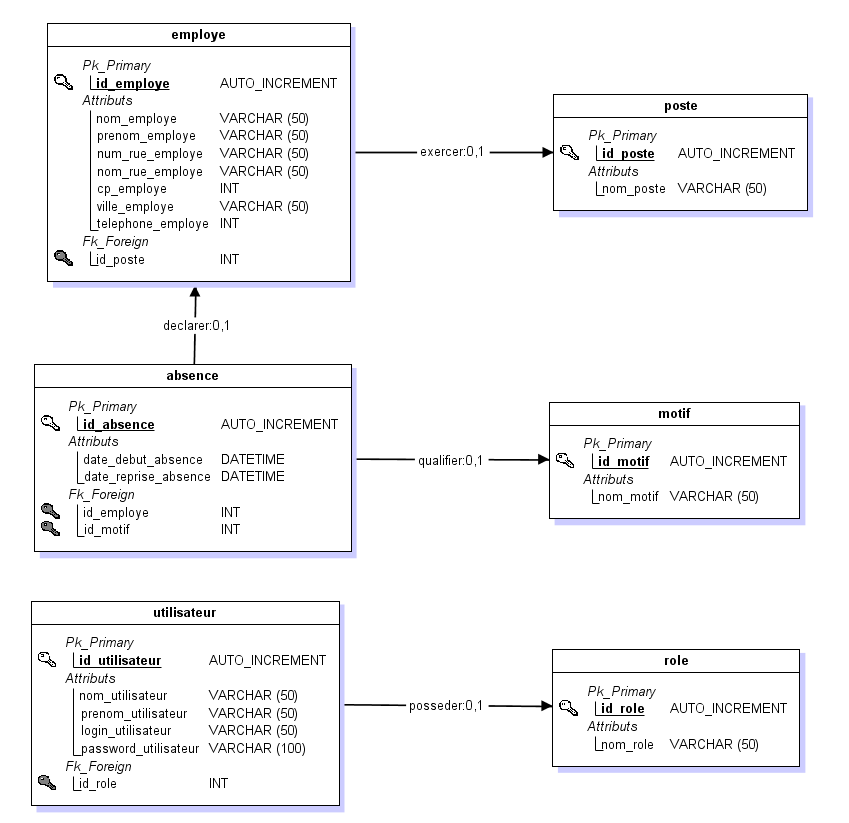 employe
Pk_Primary
id_employe AUTO_INCREMENT
Attributs
nom_employe VARCHAR (50)
prenom_employe VARCHAR (50)
num_rue_employe VARCHAR (50)
nom_rue_employe VARCHAR (50)
cp_employe INT
ville_employe VARCHAR (50)
telephone_employe INT
Fk_Foreign
id_poste INT
exercer:0,1
poste
Pk_Primary
id_poste AUTO_INCREMENT
Attributs
nom_poste VARCHAR (50)
declarer:0,1
absence
Pk_Primary
id_absence AUTO_INCREMENT
Attributs
date_debut_absence DATETIME
date_reprise_absence DATETIME
Fk_Foreign
id_employe INT
id_motif INT
qualifier:0,1
motif
Pk_Primary
id_motif AUTO_INCREMENT
Attributs
nom_motif VARCHAR (50)
utilisateur
Pk_Primary
id_utilisateur AUTO_INCREMENT
Attributs
nom_utilisateur VARCHAR (50)
prenom_utilisateur VARCHAR (50)
login_utilisateur VARCHAR (50)
password_utilisateur VARCHAR (100)
Fk_Foreign
id_role INT
posseder:0,1
role
Pk_Primary
id_role AUTO_INCREMENT
Attributs
nom_role VARCHAR (50)